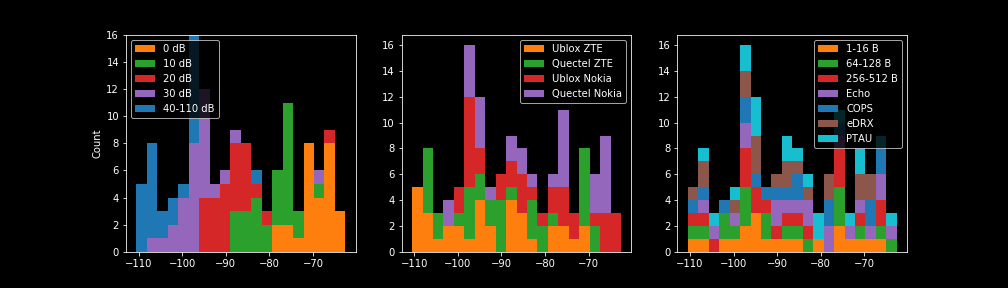 16
14
12
10
8
6
4
2
0
Count
0 dB
10 dB
20 dB
30 dB
40-110 dB
−110
−100
−90
−80
−70
16
14
12
10
8
6
4
2
0
Ublox ZTE
Quectel ZTE
Ublox Nokia
Quectel Nokia
−110
−100
−90
−80
−70
16
14
12
10
8
6
4
2
0
1-16 B
64-128 B
256-512 B
Echo
COPS
eDRX
PTAU
−110
−100
−90
−80
−70